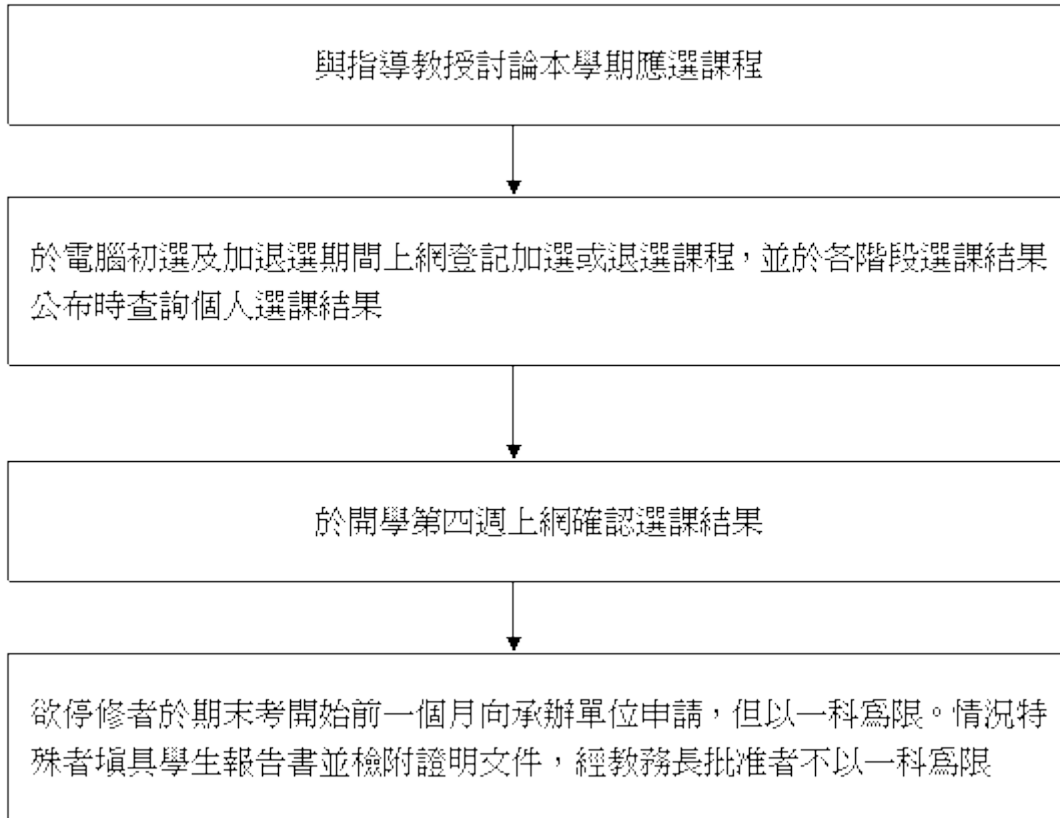 與指導教授討論本學期應選課程
於電腦初選及加退選期間上網登記加選或退選課程，並於各階段選課結果
公布時查詢個人選課結果
於開學第四週上網確認選課結果
欲停修者於期末考開始前一個月向承辦單位申請，但以一科為限。情況特
殊者填具學生報告書並檢附證明文件，經教務長批准者不以一科為限